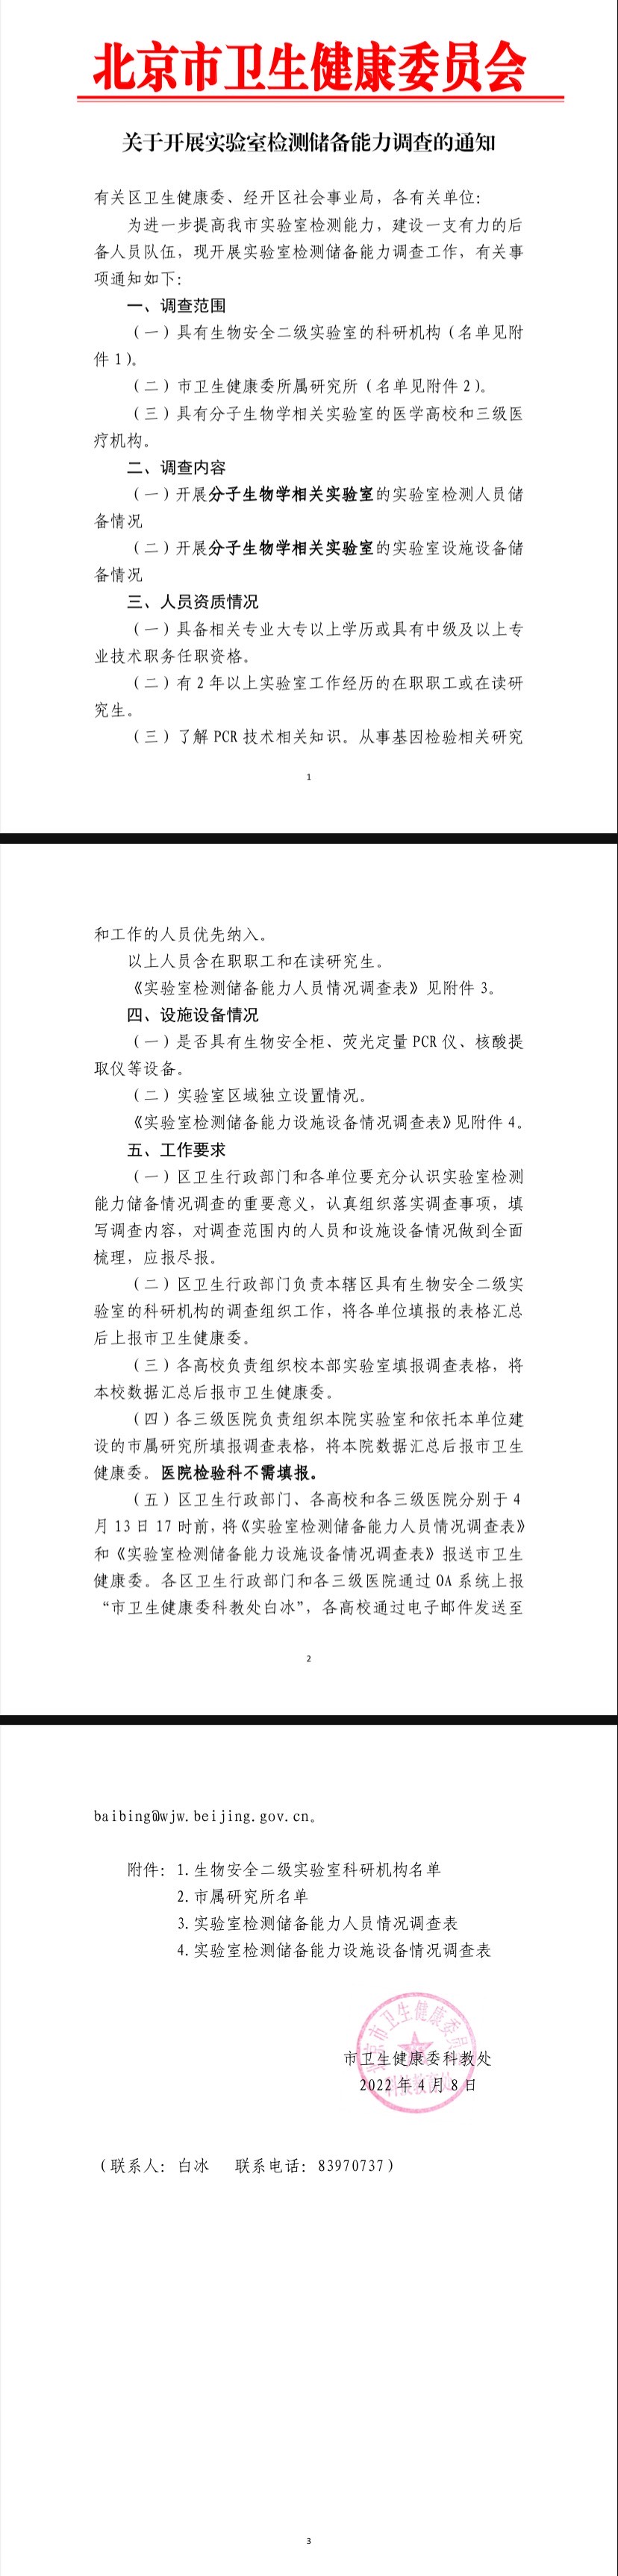 北京市卫生健康委员会
关于开展实验室检测储备能力调查的通知
有关区卫生健康委、经开区社会事业局，各有关单位：
为进一步提高我市实验室检测能力，建设一支有力的后
备人员队伍，现开展实验室检测储备能力调查工作，有关事
项通知如下：
一、调查范围
（一）具有生物安全二级实验室的科研机构（名单见附
件1）。
（二）市卫生健康委所属研究所（名单见附件2）。
（三）具有分子生物学相关实验室的医学高校和三级医
疗机构。
二、调查内容
（一）开展分子生物学相关实验室的实验室检测人员储
备情况
（二）开展分子生物学相关实验室的实验室设施设备储
备情况
三、人员资质情况
（一）具备相关专业大专以上学历或具有中级及以上专
业技术职务任职资格。
（二）有2年以上实验室工作经历的在职职工或在读研
究生。
（三）了解PCR技术相关知识。从事基因检验相关研究
1
和工作的人员优先纳入。
以上人员含在职职工和在读研究生。
《实验室检测储备能力人员情况调查表》见附件3。
四、设施设备情况
（一）是否具有生物安全柜、荧光定量PCR仪、核酸提
取仪等设备。
（二）实验室区域独立设置情况。
《实验室检测储备能力设施设备情况调查表》见附件4。
五、工作要求
（一）区卫生行政部门和各单位要充分认识实验室检测
能力储备情况调查的重要意义，认真组织落实调查事项，填
写调查内容，对调查范围内的人员和设施设备情况做到全面
梳理，应报尽报。
（二）区卫生行政部门负责本辖区具有生物安全二级实
验室的科研机构的调查组织工作，将各单位填报的表格汇总
后上报市卫生健康委。
（三）各高校负责组织校本部实验室填报调查表格，将
本校数据汇总后报市卫生健康委。
（四）各三级医院负责组织本院实验室和依托本单位建
设的市属研究所填报调查表格，将本院数据汇总后报市卫生
健康委。医院检验科不需填报。
（五）区卫生行政部门、各高校和各三级医院分别于4
月13日17时前，将《实验室检测储备能力人员情况调查表》
和《实验室检测储备能力设施设备情况调查表》报送市卫生
健康委。各区卫生行政部门和各三级医院通过OA系统上报
“市卫生健康委科教处白冰”，各高校通过电子邮件发送至
2
baibing@wjw.beijing.gov.cn。
附件：1.生物安全二级实验室科研机构名单
2.市属研究所名单
3.实验室检测储备能力人员情况调查表
4.实验室检测储备能力设施设备情况调查表
北京市卫生健康委员会
市卫生健康委科教处
2022年4月8日
（联系人：白冰 联系电话：83970737）
3